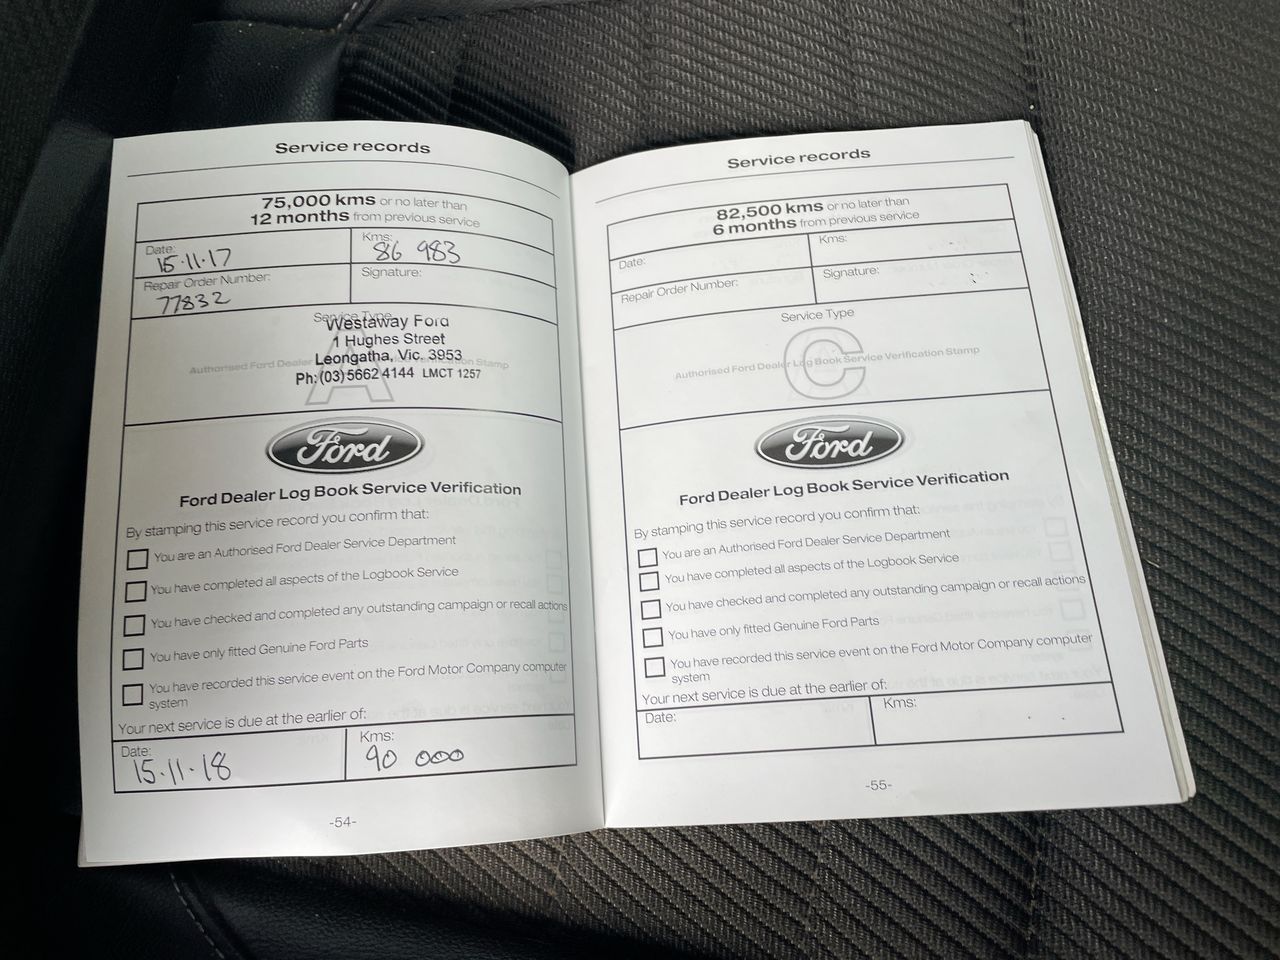 Service records
75,000 kms or no later than
12 months from previous service
Date:
15.11.17
Kms:
86 983
Repair Order Number:
77832
Signature:
Service Type
Westaway Ford
1 Hughes Street
Leongatha, Vic. 3953
Ph: (03) 5662 4144 LMCT 1257
A
Authorised Ford Dealer Log Book Service Verification Stamp
Ford
Ford Dealer Log Book Service Verification
By stamping this service record you confirm that:
You are an Authorised Ford Dealer Service Department
You have completed all aspects of the Logbook Service
You have checked and completed any outstanding campaign or recall actions
You have only fitted Genuine Ford Parts
You have recorded this service event on the Ford Motor Company computer
system
Your next service is due at the earlier of:
Date:
15.11.18
Kms:
90 000
-54-
Service records
82,500 kms or no later than
6 months from previous service
Date:
Kms:
Repair Order Number:
Signature:
Service Type
C
Authorised Ford Dealer Log Book Service Verification Stamp
Ford
Ford Dealer Log Book Service Verification
By stamping this service record you confirm that:
You are an Authorised Ford Dealer Service Department
You have completed all aspects of the Logbook Service
You have checked and completed any outstanding campaign or recall actions
You have only fitted Genuine Ford Parts
You have recorded this service event on the Ford Motor Company computer
system
Your next service is due at the earlier of:
Date:
Kms:
-55-